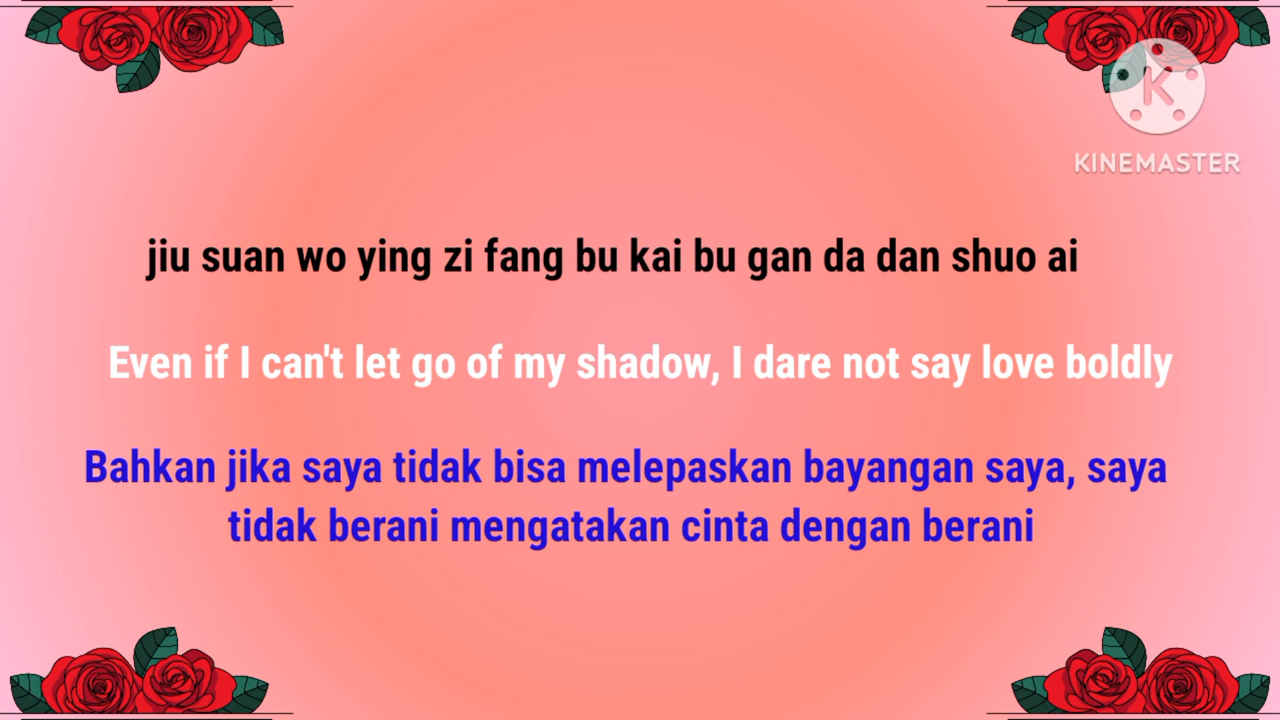 KINEMASTER
jiu suan wo ying zi fang bu kai bu gan da dan shuo ai
Even if I can't let go of my shadow, I dare not say love boldly
Bahkan jika saya tidak bisa melepaskan bayangan saya, saya
tidak berani mengatakan cinta dengan berani